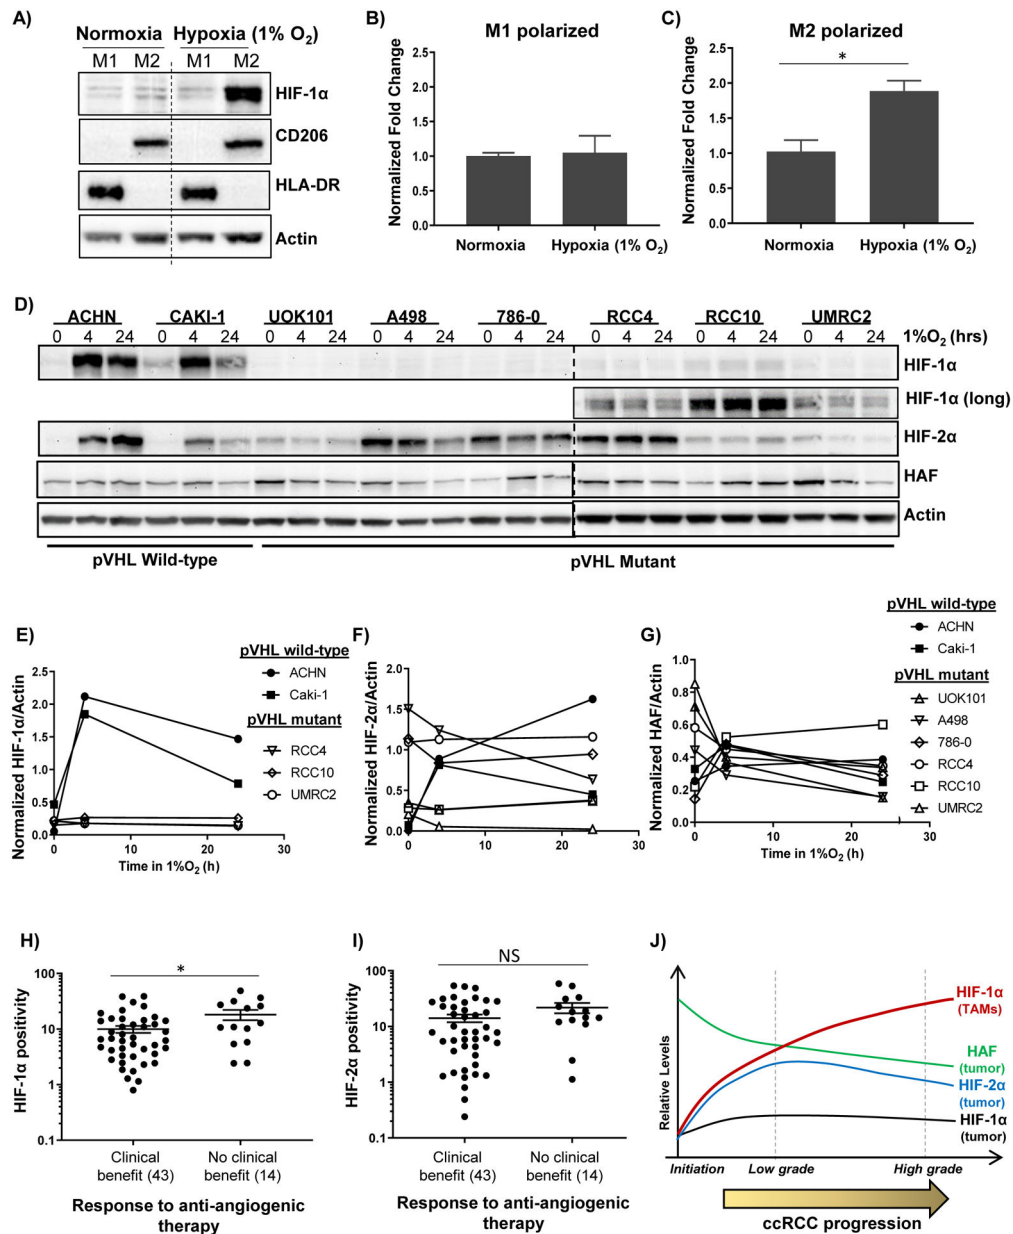 A)
Normoxia Hypoxia (1% O2)
M1 M2 M1 M2
HIF-1α
CD206
HLA-DR
Actin
B)
M1 polarized
Normalized Fold Change
2.5
2.0
1.5
1.0
0.5
0.0
Normoxia Hypoxia (1% O2)
C)
M2 polarized
*
Normalized Fold Change
2.5
2.0
1.5
1.0
0.5
0.0
Normoxia Hypoxia (1% O2)
D)
ACHN CAKI-1 UOK101 A498 786-0 RCC4 RCC10 UMRC2
0 4 24 0 4 24 0 4 24 0 4 24 0 4 24 0 4 24 0 4 24 0 4 24 1%O2 (hrs)
HIF-1α
HIF-1α (long)
HIF-2α
HAF
Actin
pVHL Wild-type pVHL Mutant
E)
Normalized HIF-1α/Actin
2.5
2.0
1.5
1.0
0.5
0.0
0 10 20 30
Time in 1%O2 (h)
pVHL wild-type
ACHN
Caki-1
pVHL mutant
RCC4
RCC10
UMRC2
F)
Normalized HIF-2α/Actin
2.0
1.5
1.0
0.5
0.0
0 10 20 30
G)
Normalized HAF/Actin
1.0
0.8
0.6
0.4
0.2
0.0
0 10 20 30
Time in 1%O2 (h)
pVHL wild-type
ACHN
Caki-1
pVHL mutant
UOK101
A498
786-0
RCC4
RCC10
UMRC2
H)
*
HIF-1α positivity
100
10
1
0.1
Clinical No clinical
benefit (43) benefit (14)
Response to anti-angiogenic
therapy
I)
NS
HIF-2α positivity
100
10
1
0.1
Clinical No clinical
benefit (43) benefit (14)
Response to anti-angiogenic
therapy
J)
Relative Levels
HIF-1α
(TAMs)
HAF
(tumor)
HIF-2α
(tumor)
HIF-1α
(tumor)
Initiation Low grade High grade
ccRCC progression